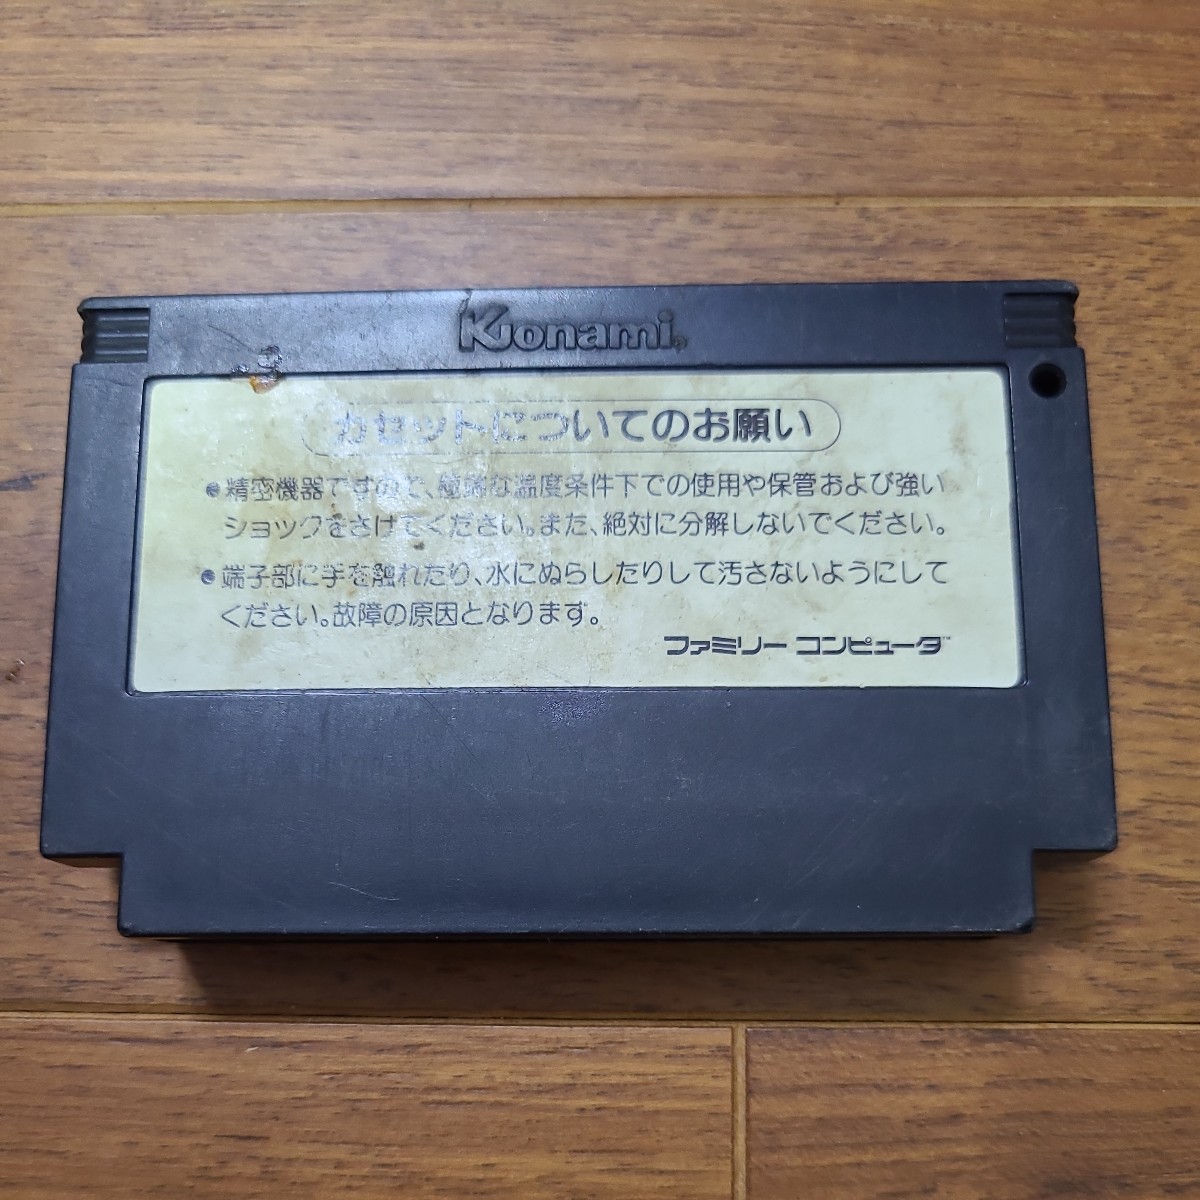 Konami®
カセットについてのお願い
●精密機器ですので、極端な温度条件下での使用や保管および強い
ショックをさけてください。また、絶対に分解しないでください。
●端子部に手を触れたり、水にぬらしたりして汚さないようにして
ください。故障の原因となります。
ファミリー コンピュータ™